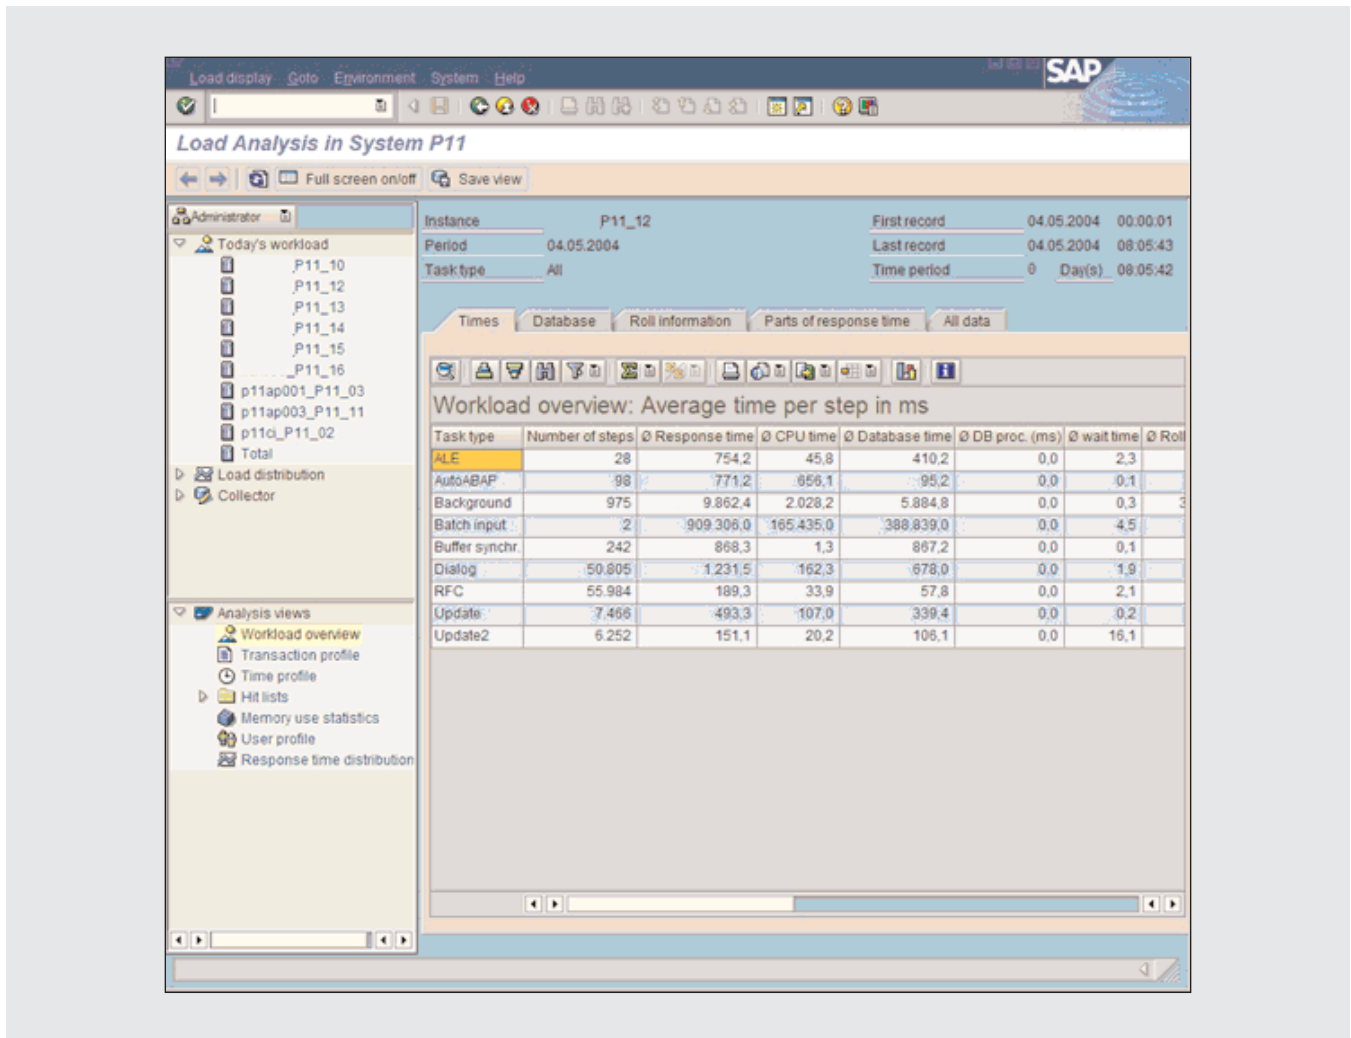 Load display Goto Environment System Help
SAP
Load Analysis in System P11
Full screen on/off Save view
Administrator
Today's workload
P11_10
P11_12
P11_13
P11_14
P11_15
_P11_16
p11ap001_P11_03
p11ap003_P11_11
p11ci_P11_02
Total
Load distribution
Collector
Analysis views
Workload overview
Transaction profile
Time profile
Hit lists
Memory use statistics
User profile
Response time distribution
Instance P11_12 First record 04.05.2004 00:00:01
Period 04.05.2004 Last record 04.05.2004 08:05:43
Task type All Time period 0 Day(s) 08:05:42
Times Database Roll information Parts of response time All data
Workload overview: Average time per step in ms
Task type Number of steps Ø Response time Ø CPU time Ø Database time Ø DB proc. (ms) Ø wait time Ø Roll
ALE 28 754,2 45,8 410,2 0,0 2,3
AutoABAP 98 771,2 656,1 95,2 0,0 0,1
Background 975 9.862,4 2.028,2 5.884,8 0,0 0,3 3
Batch input 2 909.306,0 165.435,0 388.839,0 0,0 4,5
Buffer synchr. 242 868,3 1,3 867,2 0,0 0,1
Dialog 50.805 1.231,5 162,3 678,0 0,0 1,9
RFC 55.984 189,3 33,9 57,8 0,0 2,1
Update 7.466 493,3 107,0 339,4 0,0 0,2
Update2 6.252 151,1 20,2 106,1 0,0 16,1